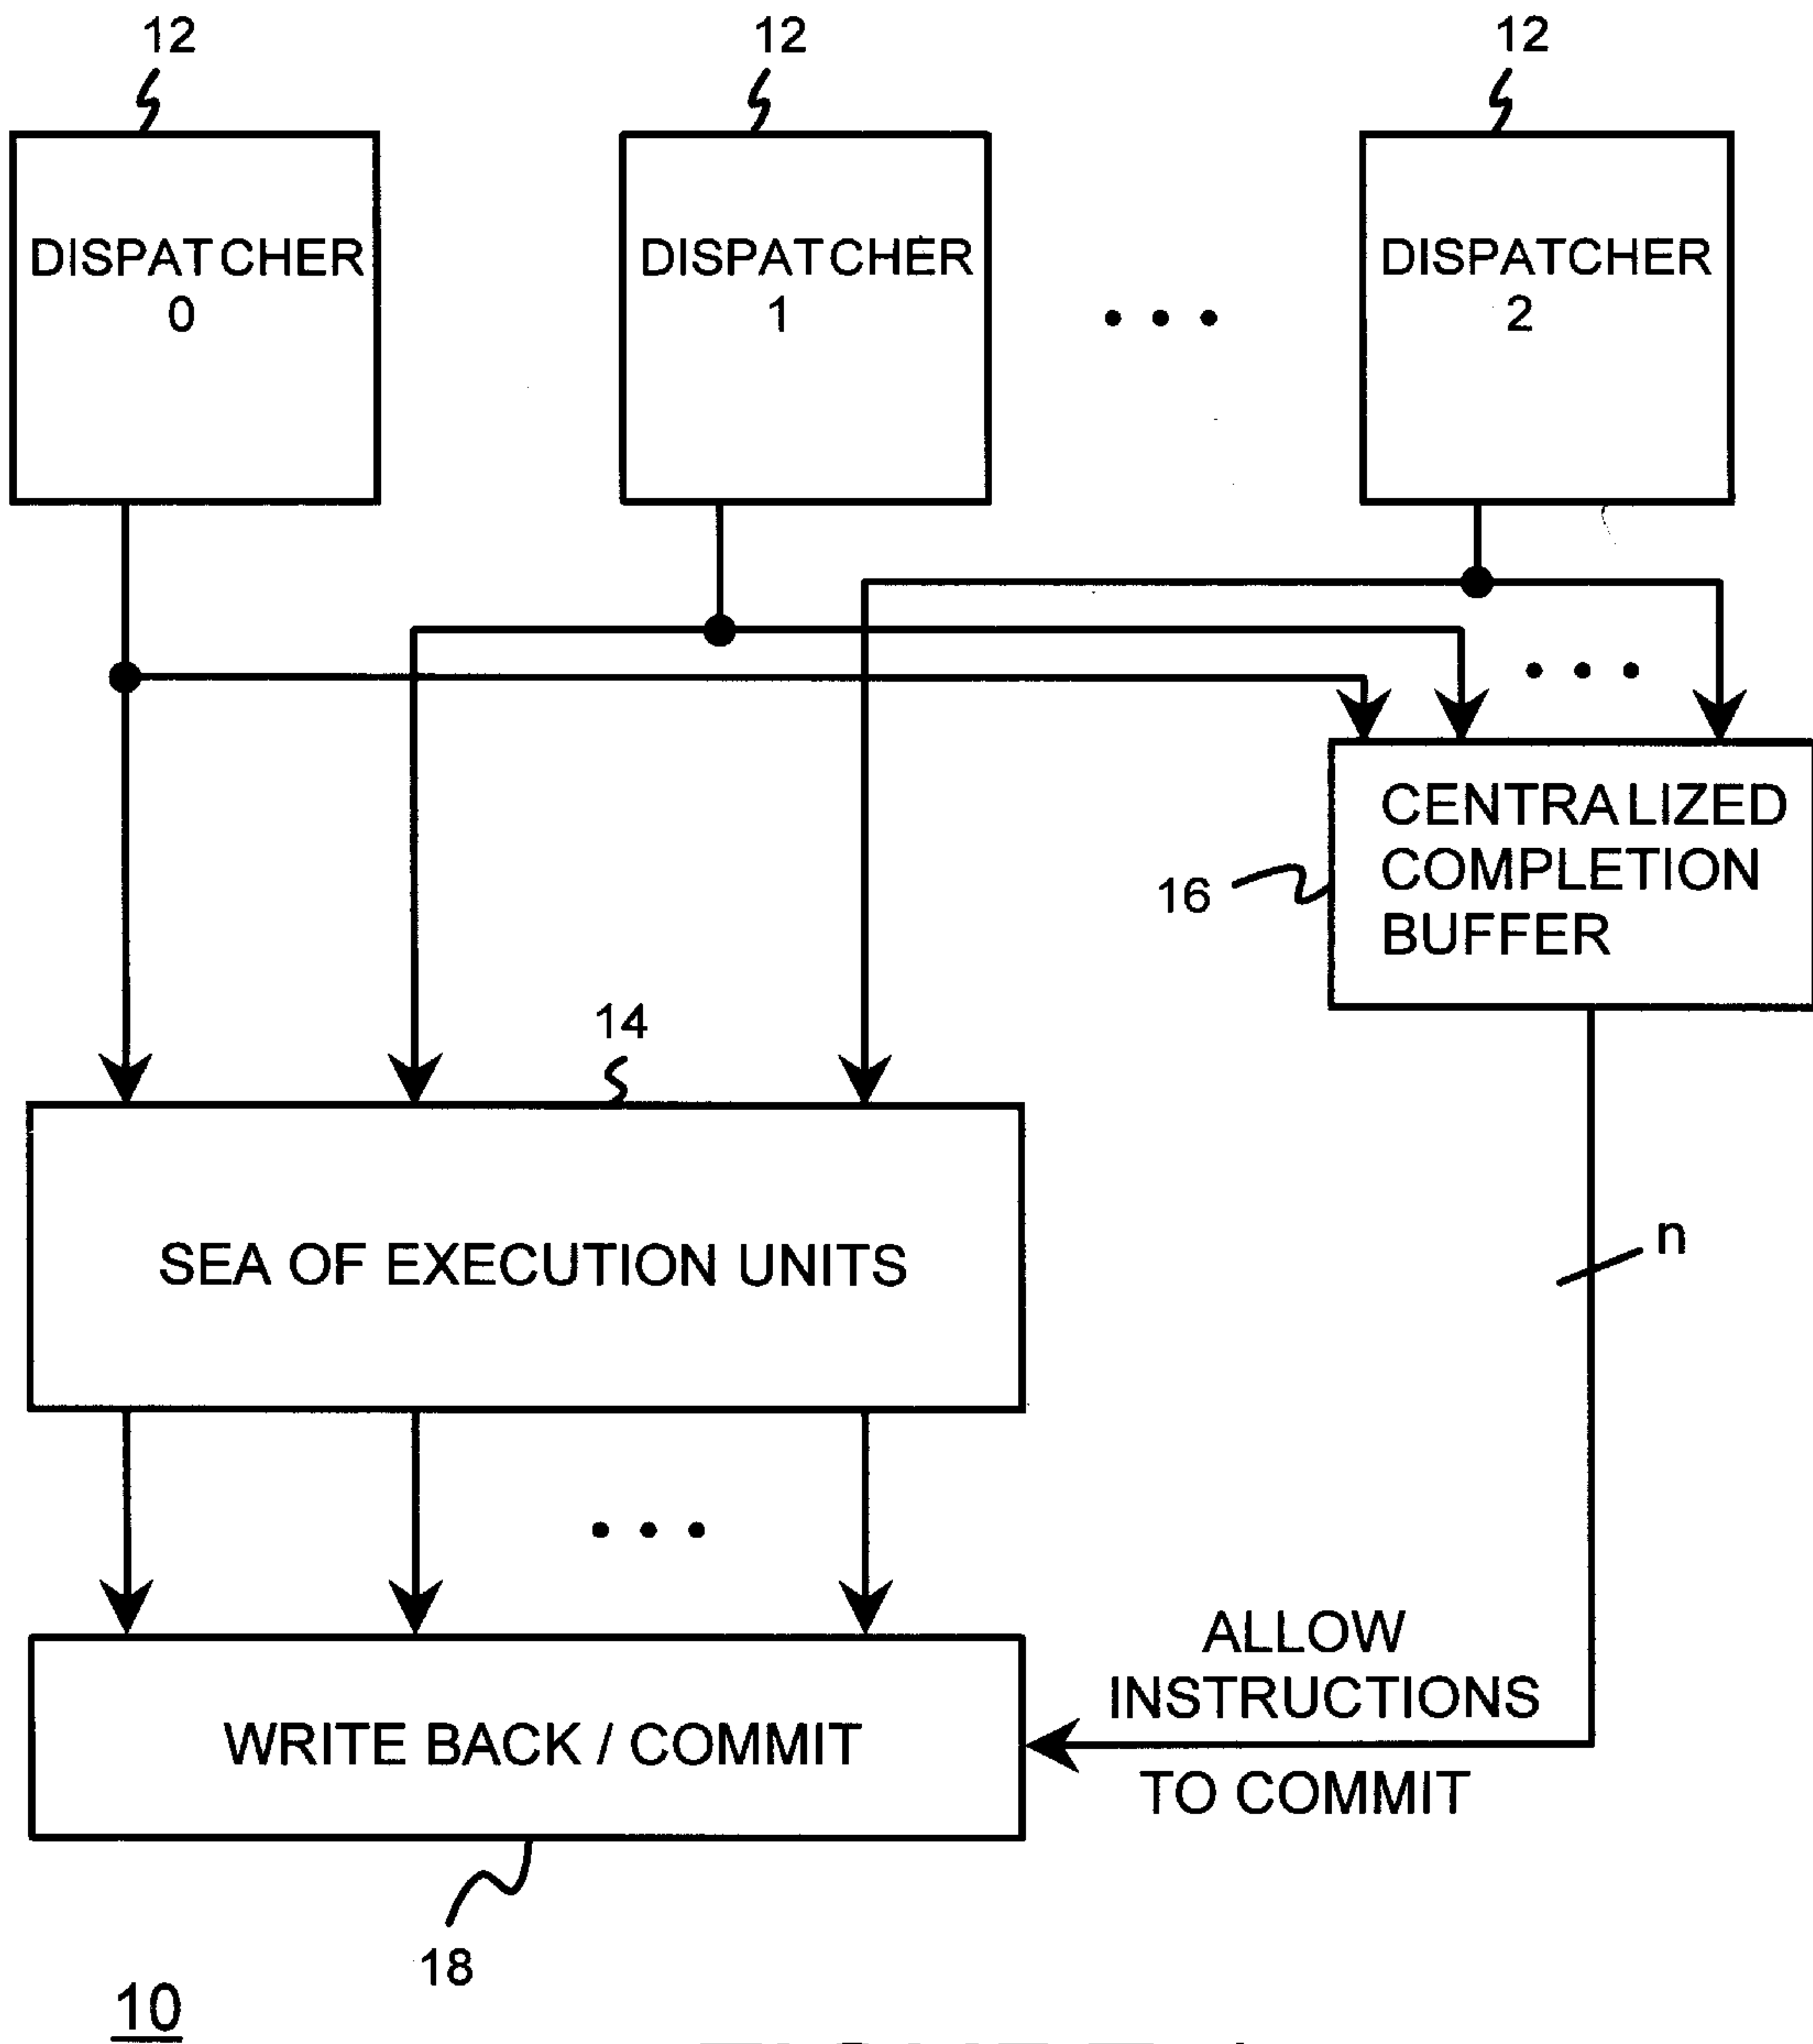 12
12
12
DISPATCHER
0
DISPATCHER
1
• • •
DISPATCHER
2
• • •
CENTRALIZED
COMPLETION
BUFFER
16
14
SEA OF EXECUTION UNITS
n
• • •
ALLOW
INSTRUCTIONS
TO COMMIT
WRITE BACK / COMMIT
18
10